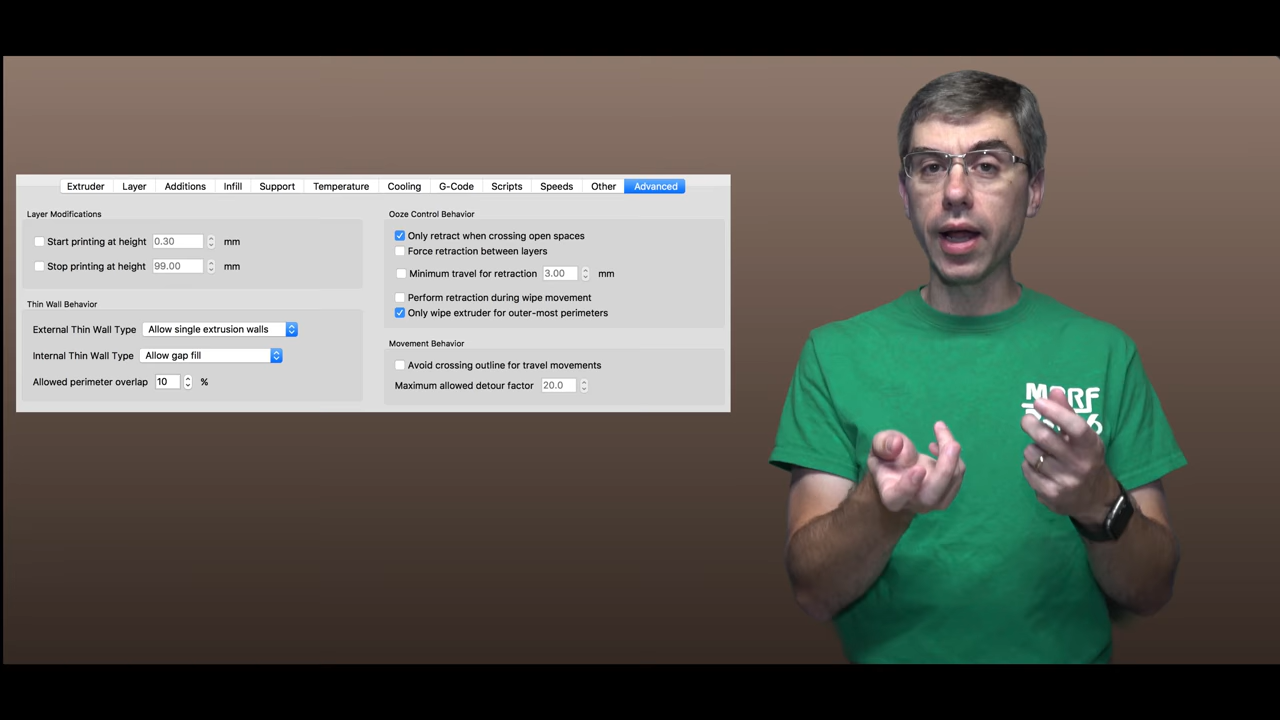 Extruder Layer Additions Infill Support Temperature Cooling G-Code Scripts Speeds Other Advanced
Layer Modifications
Start printing at height 0.30 mm
Stop printing at height 99.00 mm
Thin Wall Behavior
External Thin Wall Type Allow single extrusion walls
Internal Thin Wall Type Allow gap fill
Allowed perimeter overlap 10 %
Ooze Control Behavior
Only retract when crossing open spaces
Force retraction between layers
Minimum travel for retraction 3.00 mm
Perform retraction during wipe movement
Only wipe extruder for outer-most perimeters
Movement Behavior
Avoid crossing outline for travel movements
Maximum allowed detour factor 20.0